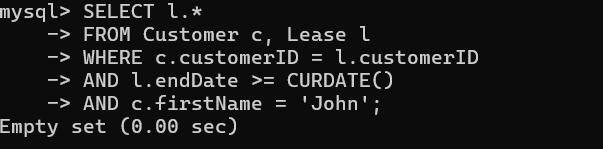 mysql> SELECT l.*
    -> FROM Customer c, Lease l
    -> WHERE c.customerID = l.customerID
    -> AND l.endDate >= CURDATE()
    -> AND c.firstName = 'John';
Empty set (0.00 sec)